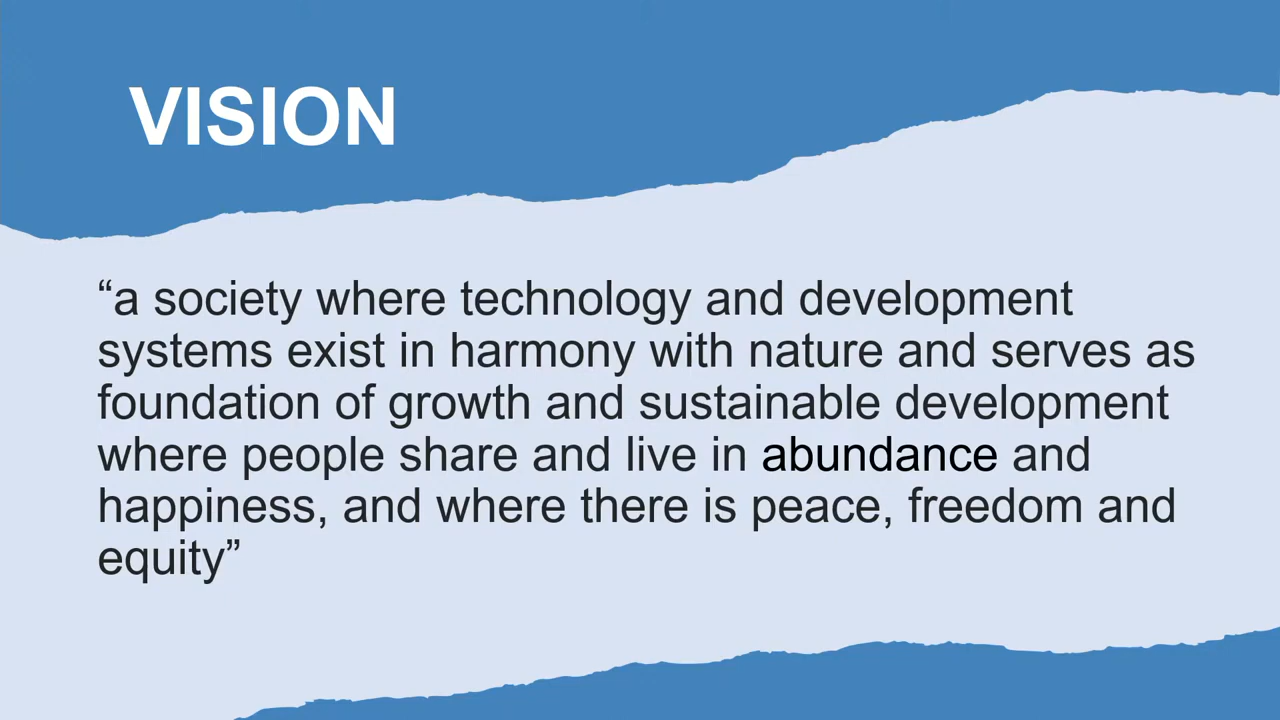 VISION
“a society where technology and development
systems exist in harmony with nature and serves as
foundation of growth and sustainable development
where people share and live in abundance and
happiness, and where there is peace, freedom and
equity”